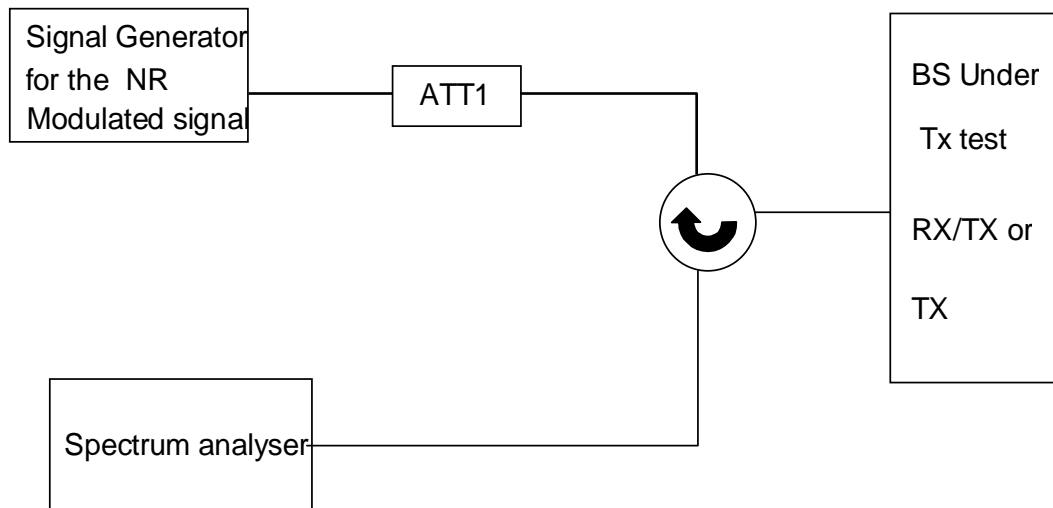 Signal Generator
for the NR
Modulated signal
ATT1
BS Under
Tx test
RX/TX or
TX
Spectrum analyser